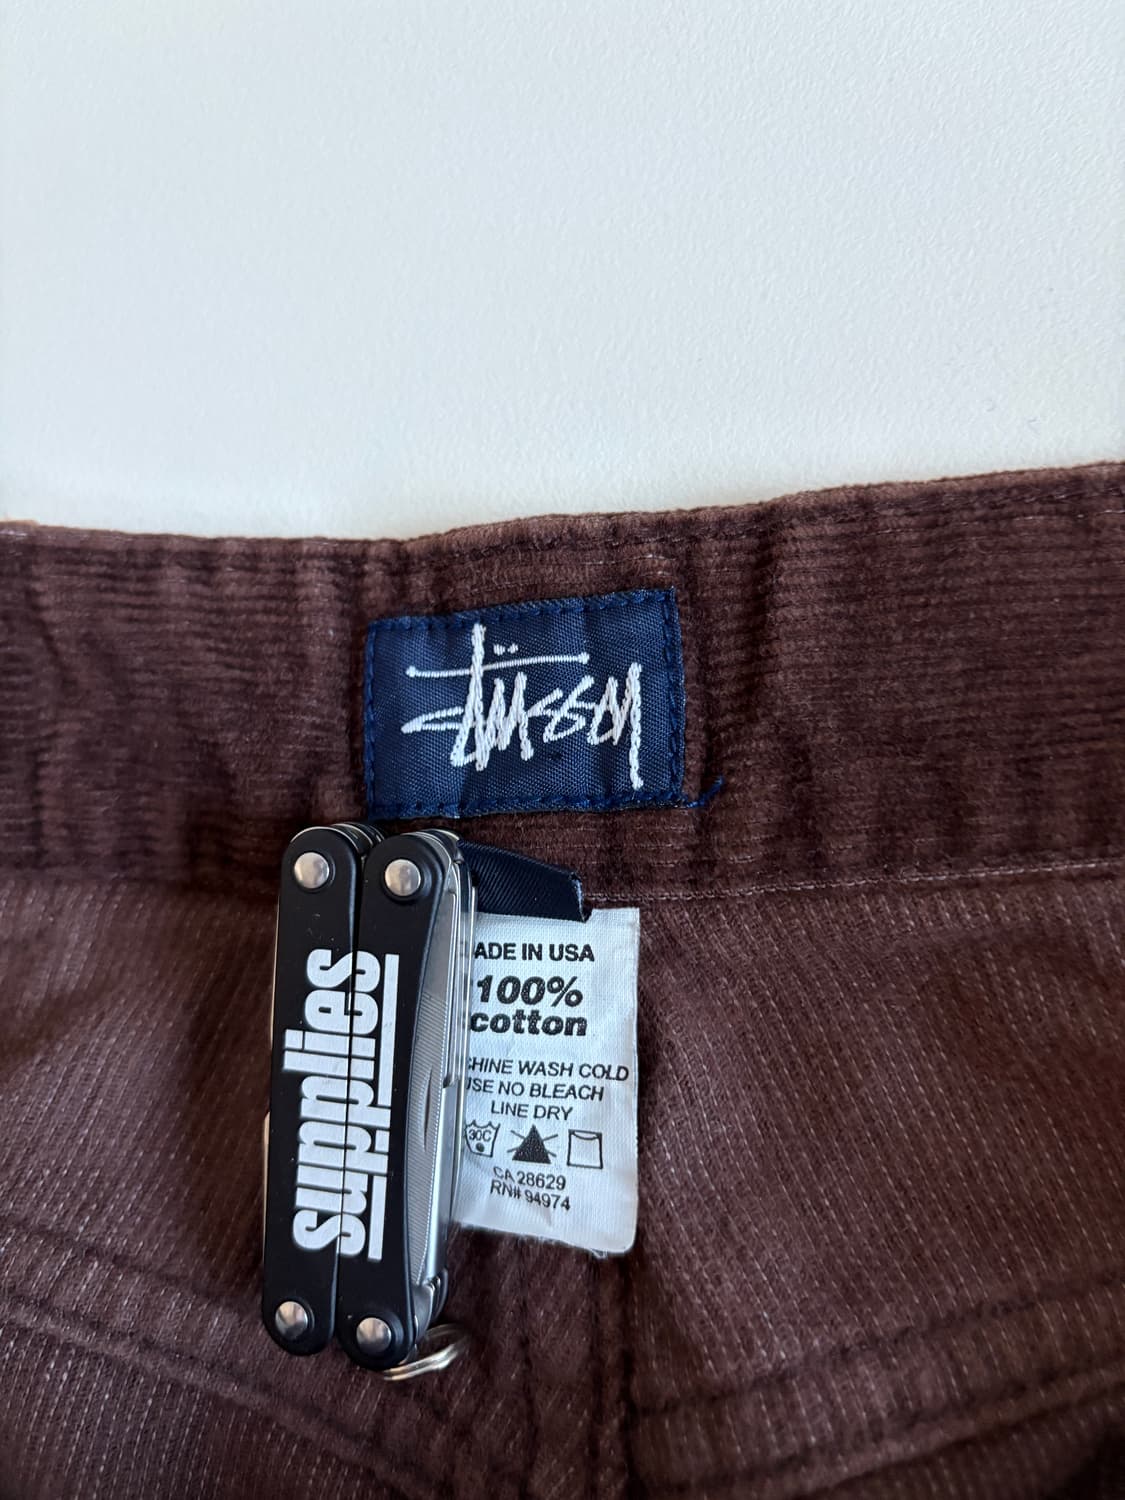 Stüssy
supplies
ADE IN USA
100%
cotton
CHINE WASH COLD
USE NO BLEACH
LINE DRY
30C
CA 28629
RN# 94974